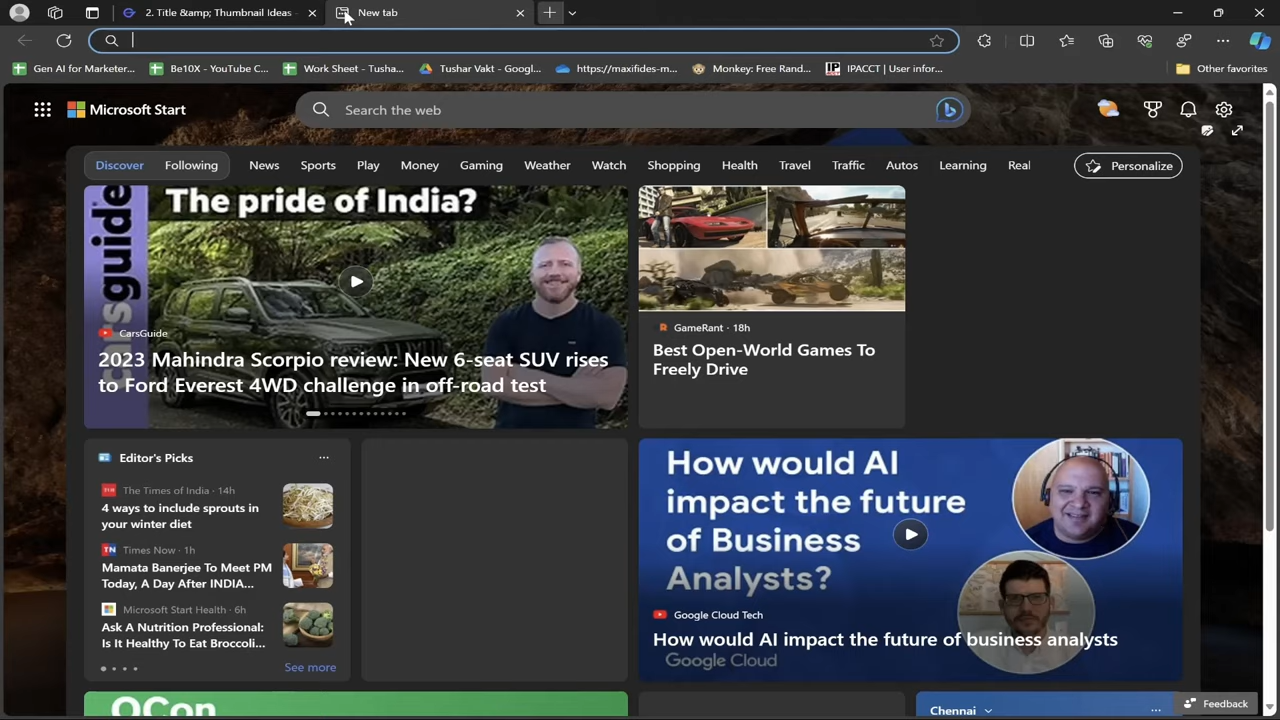 2. Title &amp; Thumbnail Ideas
New tab
Gen AI for Marketer...
Be10X - YouTube C...
Work Sheet - Tusha...
Tushar Vakt - Googl...
https://maxifides-m...
Monkey: Free Rand...
IPACCT | User infor...
Other favorites
Microsoft Start
Search the web
Discover
Following
News
Sports
Play
Money
Gaming
Weather
Watch
Shopping
Health
Travel
Traffic
Autos
Learning
Real
Personalize
The pride of India?
carsguide
CarsGuide
2023 Mahindra Scorpio review: New 6-seat SUV rises
to Ford Everest 4WD challenge in off-road test
GameRant · 18h
Best Open-World Games To
Freely Drive
Editor's Picks
The Times of India · 14h
4 ways to include sprouts in
your winter diet
TN
Times Now · 1h
Mamata Banerjee To Meet PM
Today, A Day After INDIA...
Microsoft Start Health · 6h
Ask A Nutrition Professional:
Is It Healthy To Eat Broccoli...
See more
How would AI
impact the future
of Business
Analysts?
Google Cloud Tech
How would AI impact the future of business analysts
Google Cloud
QCon
Chennai
Feedback